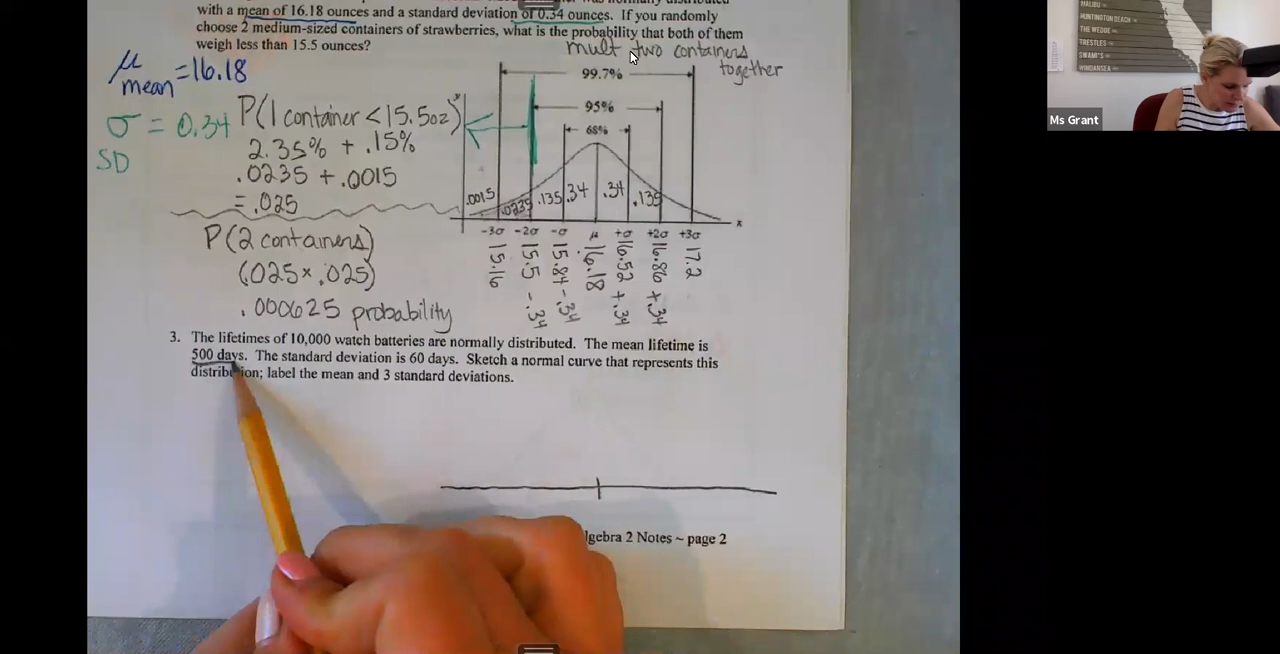 with a mean of 16.18 ounces and a standard deviation of 0.34 ounces. If you randomly
choose 2 medium-sized containers of strawberries, what is the probability that both of them
weigh less than 15.5 ounces?
mult two containers
together
μ
mean =16.18
σ = 0.34
SD
P(1 container <15.5oz)
2.35% + .15%
.0235 + .0015
= .025
P(2 containers)
(.025 × .025)
.000625 probability
99.7%
95%
68%
.0015 .0235 .135 .34 .34 .135
x
-3σ -2σ -σ μ +σ +2σ +3σ
15.16 15.5 -.34 15.84 -.34 16.18 16.52 +.34 16.86 +.34 17.2
3. The lifetimes of 10,000 watch batteries are normally distributed. The mean lifetime is
500 days. The standard deviation is 60 days. Sketch a normal curve that represents this
distribution; label the mean and 3 standard deviations.
lgebra 2 Notes ~ page 2
MALIBU
HUNTINGTON BEACH
THE WEDGE
TRESTLES
SWAMI'S
WINDANSEA
Ms Grant